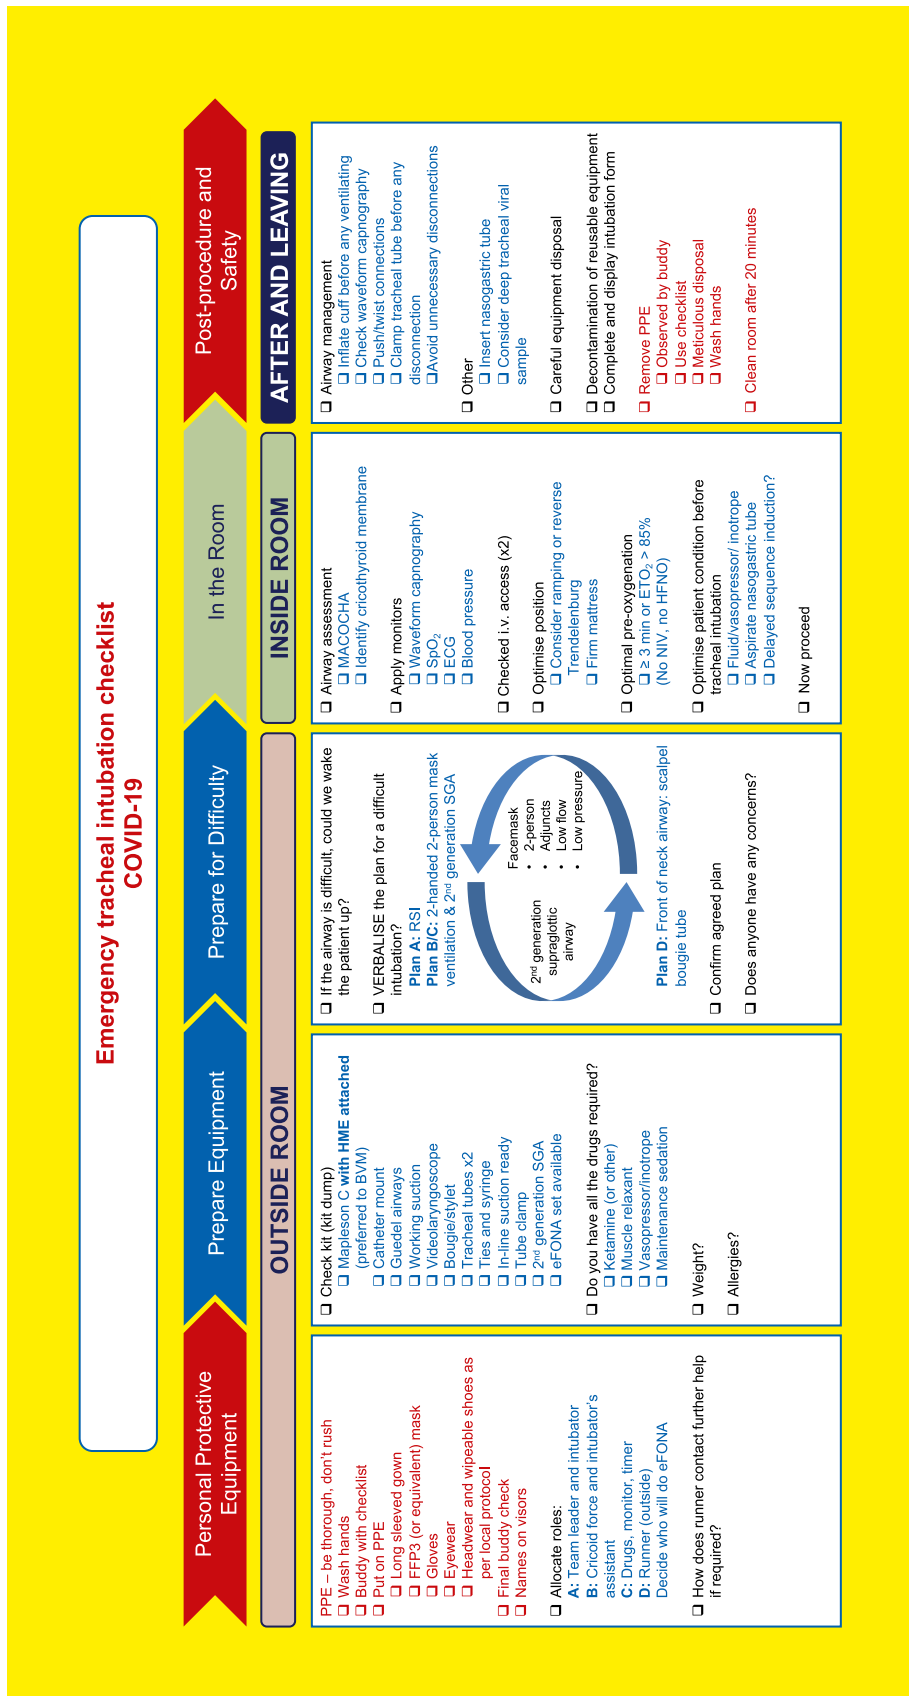 Emergency tracheal intubation checklist
COVID-19
Personal Protective
Equipment
Prepare Equipment
Prepare for Difficulty
In the Room
Post-procedure and
Safety
OUTSIDE ROOM
INSIDE ROOM
AFTER AND LEAVING
PPE – be thorough, don't rush
❑ Wash hands
❑ Buddy with checklist
❑ Put on PPE
❑ Long sleeved gown
❑ FFP3 (or equivalent) mask
❑ Gloves
❑ Eyewear
❑ Headwear and wipeable shoes as
per local protocol
❑ Final buddy check
❑ Names on visors
❑ Allocate roles:
A: Team leader and intubator
B: Cricoid force and intubator's
assistant
C: Drugs, monitor, timer
D: Runner (outside)
Decide who will do eFONA
❑ How does runner contact further help
if required?
❑ Check kit (kit dump)
❑ Mapleson C with HME attached
(preferred to BVM)
❑ Catheter mount
❑ Guedel airways
❑ Working suction
❑ Videolaryngoscope
❑ Bougie/stylet
❑ Tracheal tubes x2
❑ Ties and syringe
❑ In-line suction ready
❑ Tube clamp
❑ 2nd generation SGA
❑ eFONA set available
❑ Do you have all the drugs required?
❑ Ketamine (or other)
❑ Muscle relaxant
❑ Vasopressor/inotrope
❑ Maintenance sedation
❑ Weight?
❑ Allergies?
❑ If the airway is difficult, could we wake
the patient up?
❑ VERBALISE the plan for a difficult
intubation?
Plan A: RSI
Plan B/C: 2-handed 2-person mask
ventilation & 2nd generation SGA
2nd generation
supraglottic
airway
Facemask
• 2-person
• Adjuncts
• Low flow
• Low pressure
Plan D: Front of neck airway: scalpel
bougie tube
❑ Confirm agreed plan
❑ Does anyone have any concerns?
❑ Airway assessment
❑ MACOCHA
❑ Identify cricothyroid membrane
❑ Apply monitors
❑ Waveform capnography
❑ SpO2
❑ ECG
❑ Blood pressure
❑ Checked i.v. access (x2)
❑ Optimise position
❑ Consider ramping or reverse
Trendelenburg
❑ Firm mattress
❑ Optimal pre-oxygenation
❑ ≥ 3 min or ETO2 > 85%
(No NIV, no HFNO)
❑ Optimise patient condition before
tracheal intubation
❑ Fluid/vasopressor/ inotrope
❑ Aspirate nasogastric tube
❑ Delayed sequence induction?
❑ Now proceed
❑ Airway management
❑ Inflate cuff before any ventilating
❑ Check waveform capnography
❑ Push/twist connections
❑ Clamp tracheal tube before any
disconnection
❑Avoid unnecessary disconnections
❑ Other
❑ Insert nasogastric tube
❑ Consider deep tracheal viral
sample
❑ Careful equipment disposal
❑ Decontamination of reusable equipment
❑ Complete and display intubation form
❑ Remove PPE
❑ Observed by buddy
❑ Use checklist
❑ Meticulous disposal
❑ Wash hands
❑ Clean room after 20 minutes